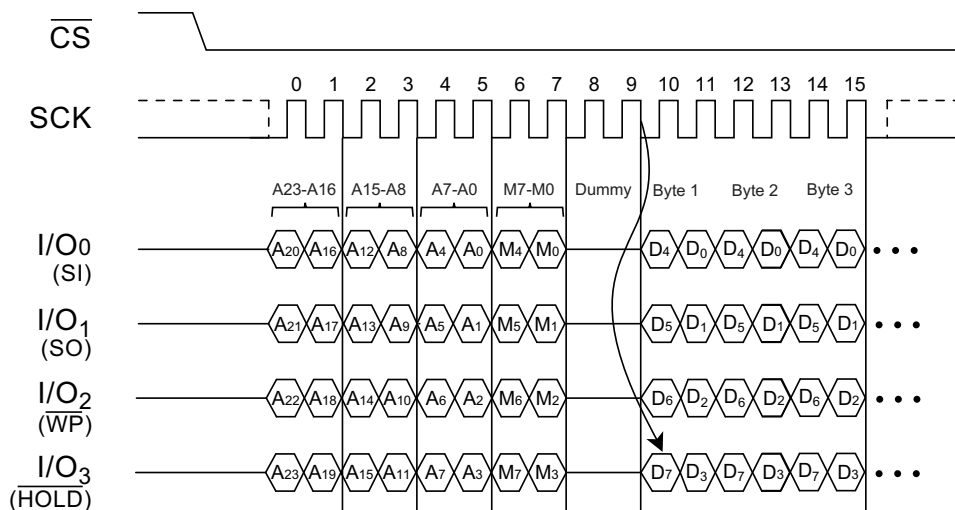 CS
0 1 2 3 4 5 6 7 8 9 10 11 12 13 14 15
SCK
A23-A16 A15-A8 A7-A0 M7-M0 Dummy Byte 1 Byte 2 Byte 3
I/O0 A20 A16 A12 A8 A4 A0 M4 M0 D4 D0 D4 D0 D4 D0 • • •
(SI)
I/O1 A21 A17 A13 A9 A5 A1 M5 M1 D5 D1 D5 D1 D5 D1 • • •
(SO)
I/O2 A22 A18 A14 A10 A6 A2 M6 M2 D6 D2 D6 D2 D6 D2 • • •
(WP)
I/O3 A23 A19 A15 A11 A7 A3 M7 M3 D7 D3 D7 D3 D7 D3 • • •
(HOLD)